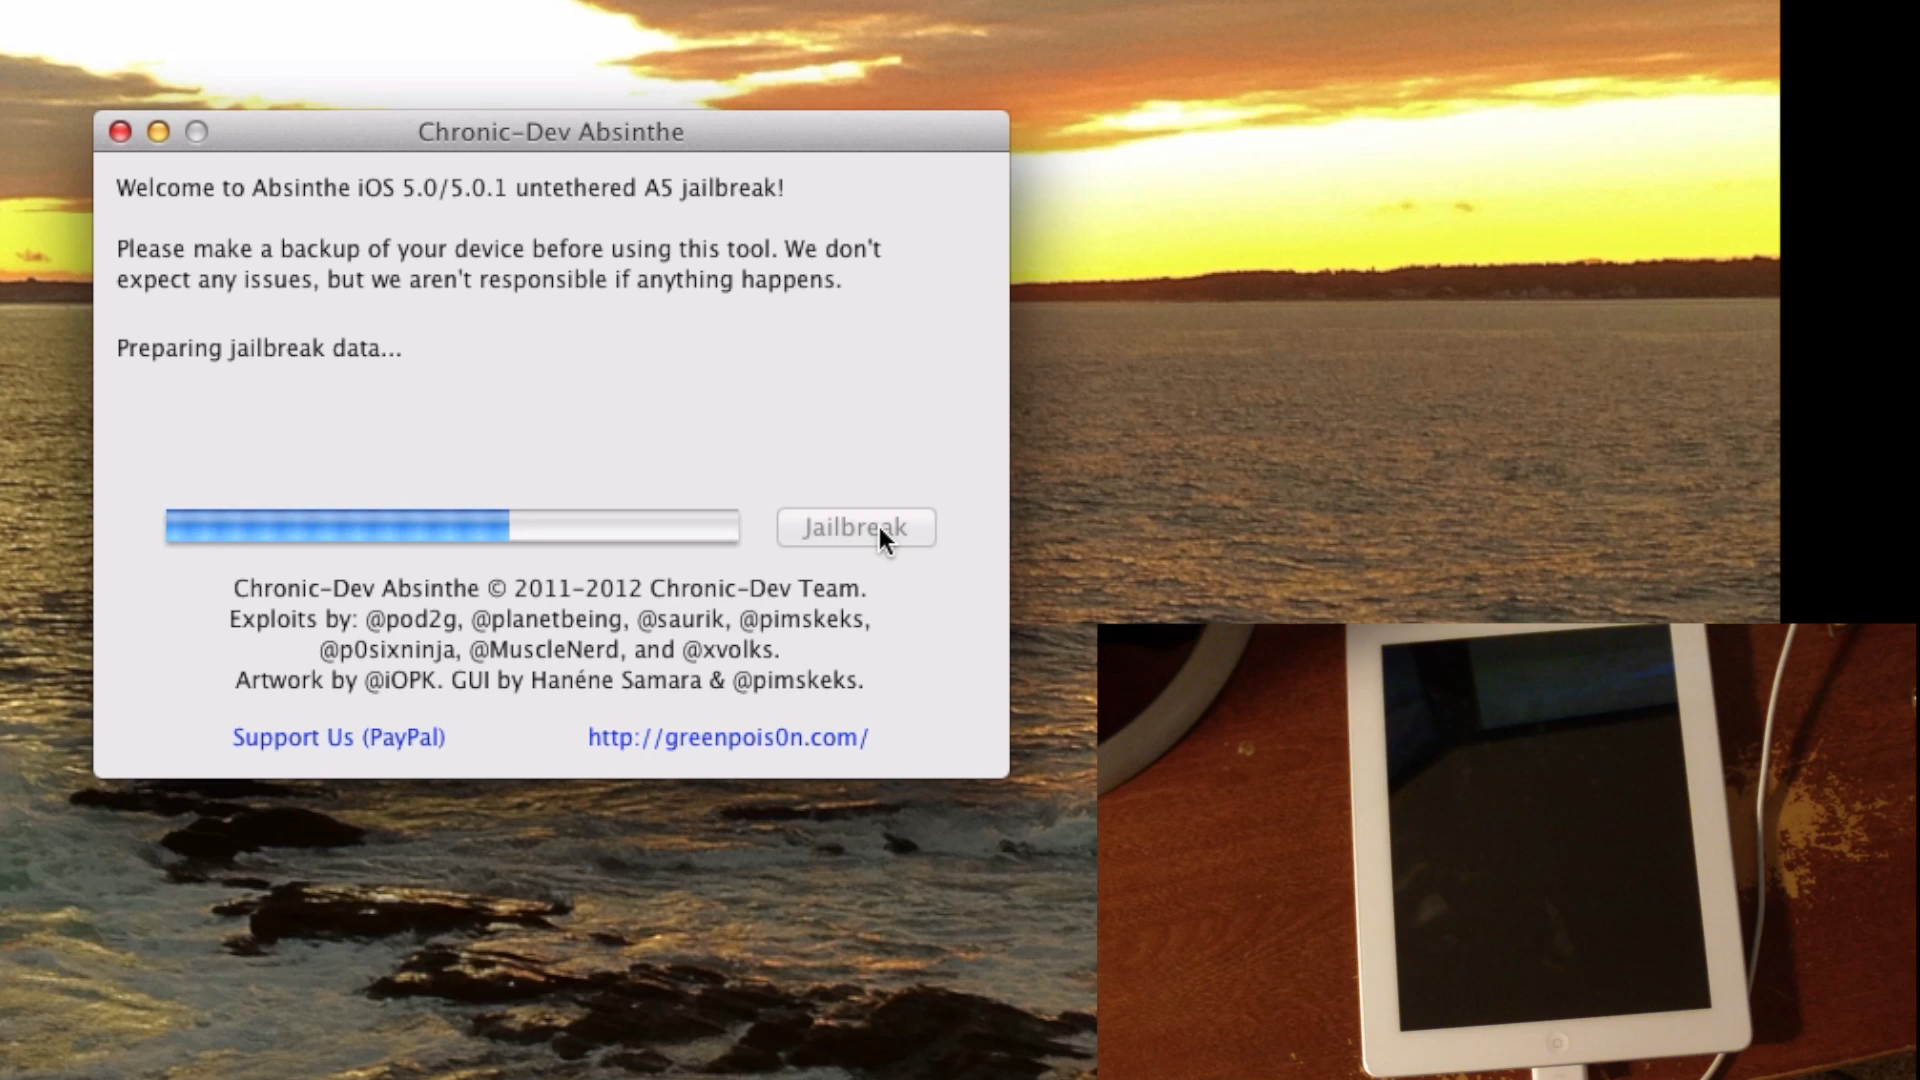 Chronic-Dev Absinthe
Welcome to Absinthe iOS 5.0/5.0.1 untethered A5 jailbreak!
Please make a backup of your device before using this tool. We don't
expect any issues, but we aren't responsible if anything happens.
Preparing jailbreak data...
Jailbreak
Chronic-Dev Absinthe © 2011-2012 Chronic-Dev Team.
Exploits by: @pod2g, @planetbeing, @saurik, @pimskeks,
@p0sixninja, @MuscleNerd, and @xvolks.
Artwork by @iOPK. GUI by Hanéne Samara & @pimskeks.
Support Us (PayPal)
http://greenpois0n.com/